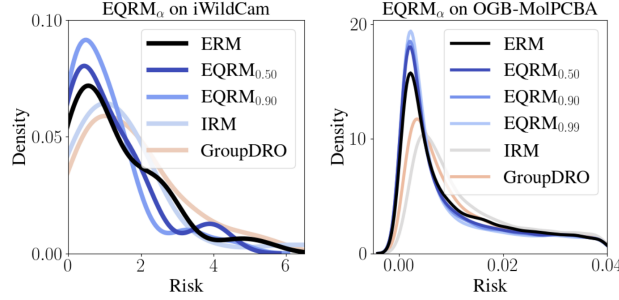 EQRMα on iWildCam
0.10
0.05
0.00
Density
0
2
4
6
Risk
ERM
EQRM0.50
EQRM0.90
IRM
GroupDRO
EQRMα on OGB-MolPCBA
20
10
0
Density
0.00
0.02
0.04
Risk
ERM
EQRM0.50
EQRM0.90
EQRM0.99
IRM
GroupDRO